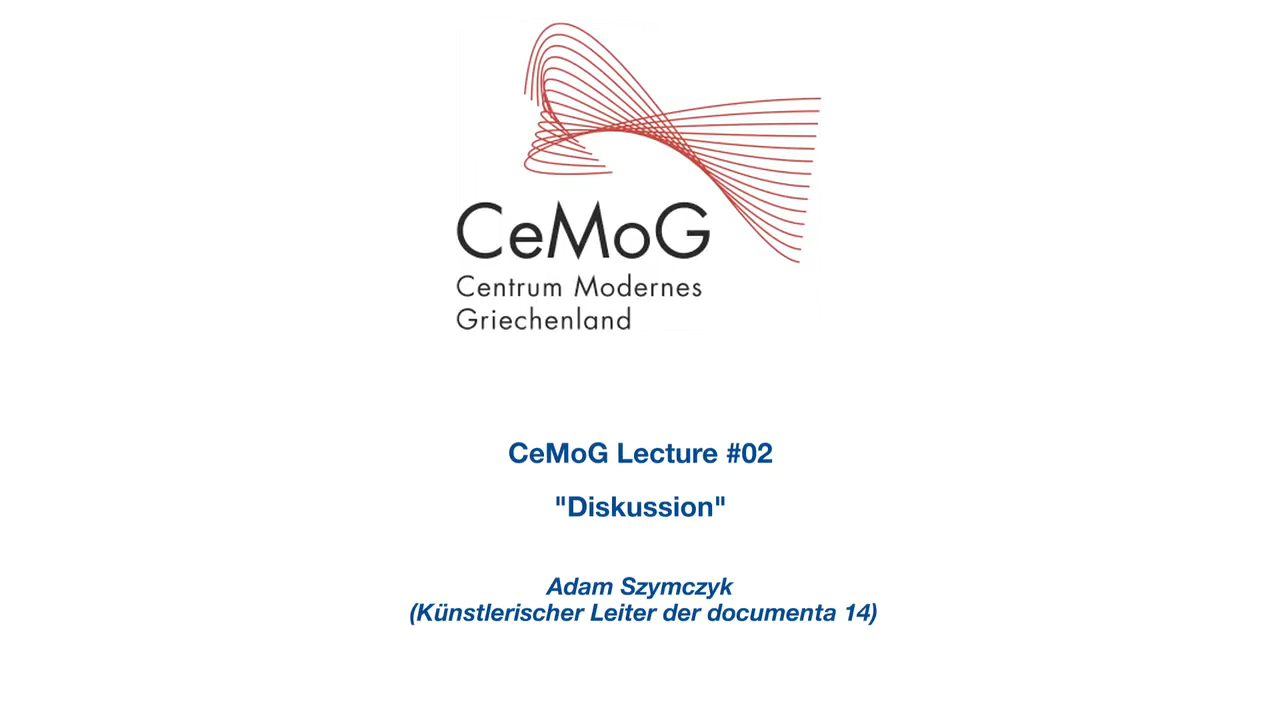 CeMoG
Centrum Modernes
Griechenland
CeMoG Lecture #02
"Diskussion"
Adam Szymczyk
(Künstlerischer Leiter der documenta 14)